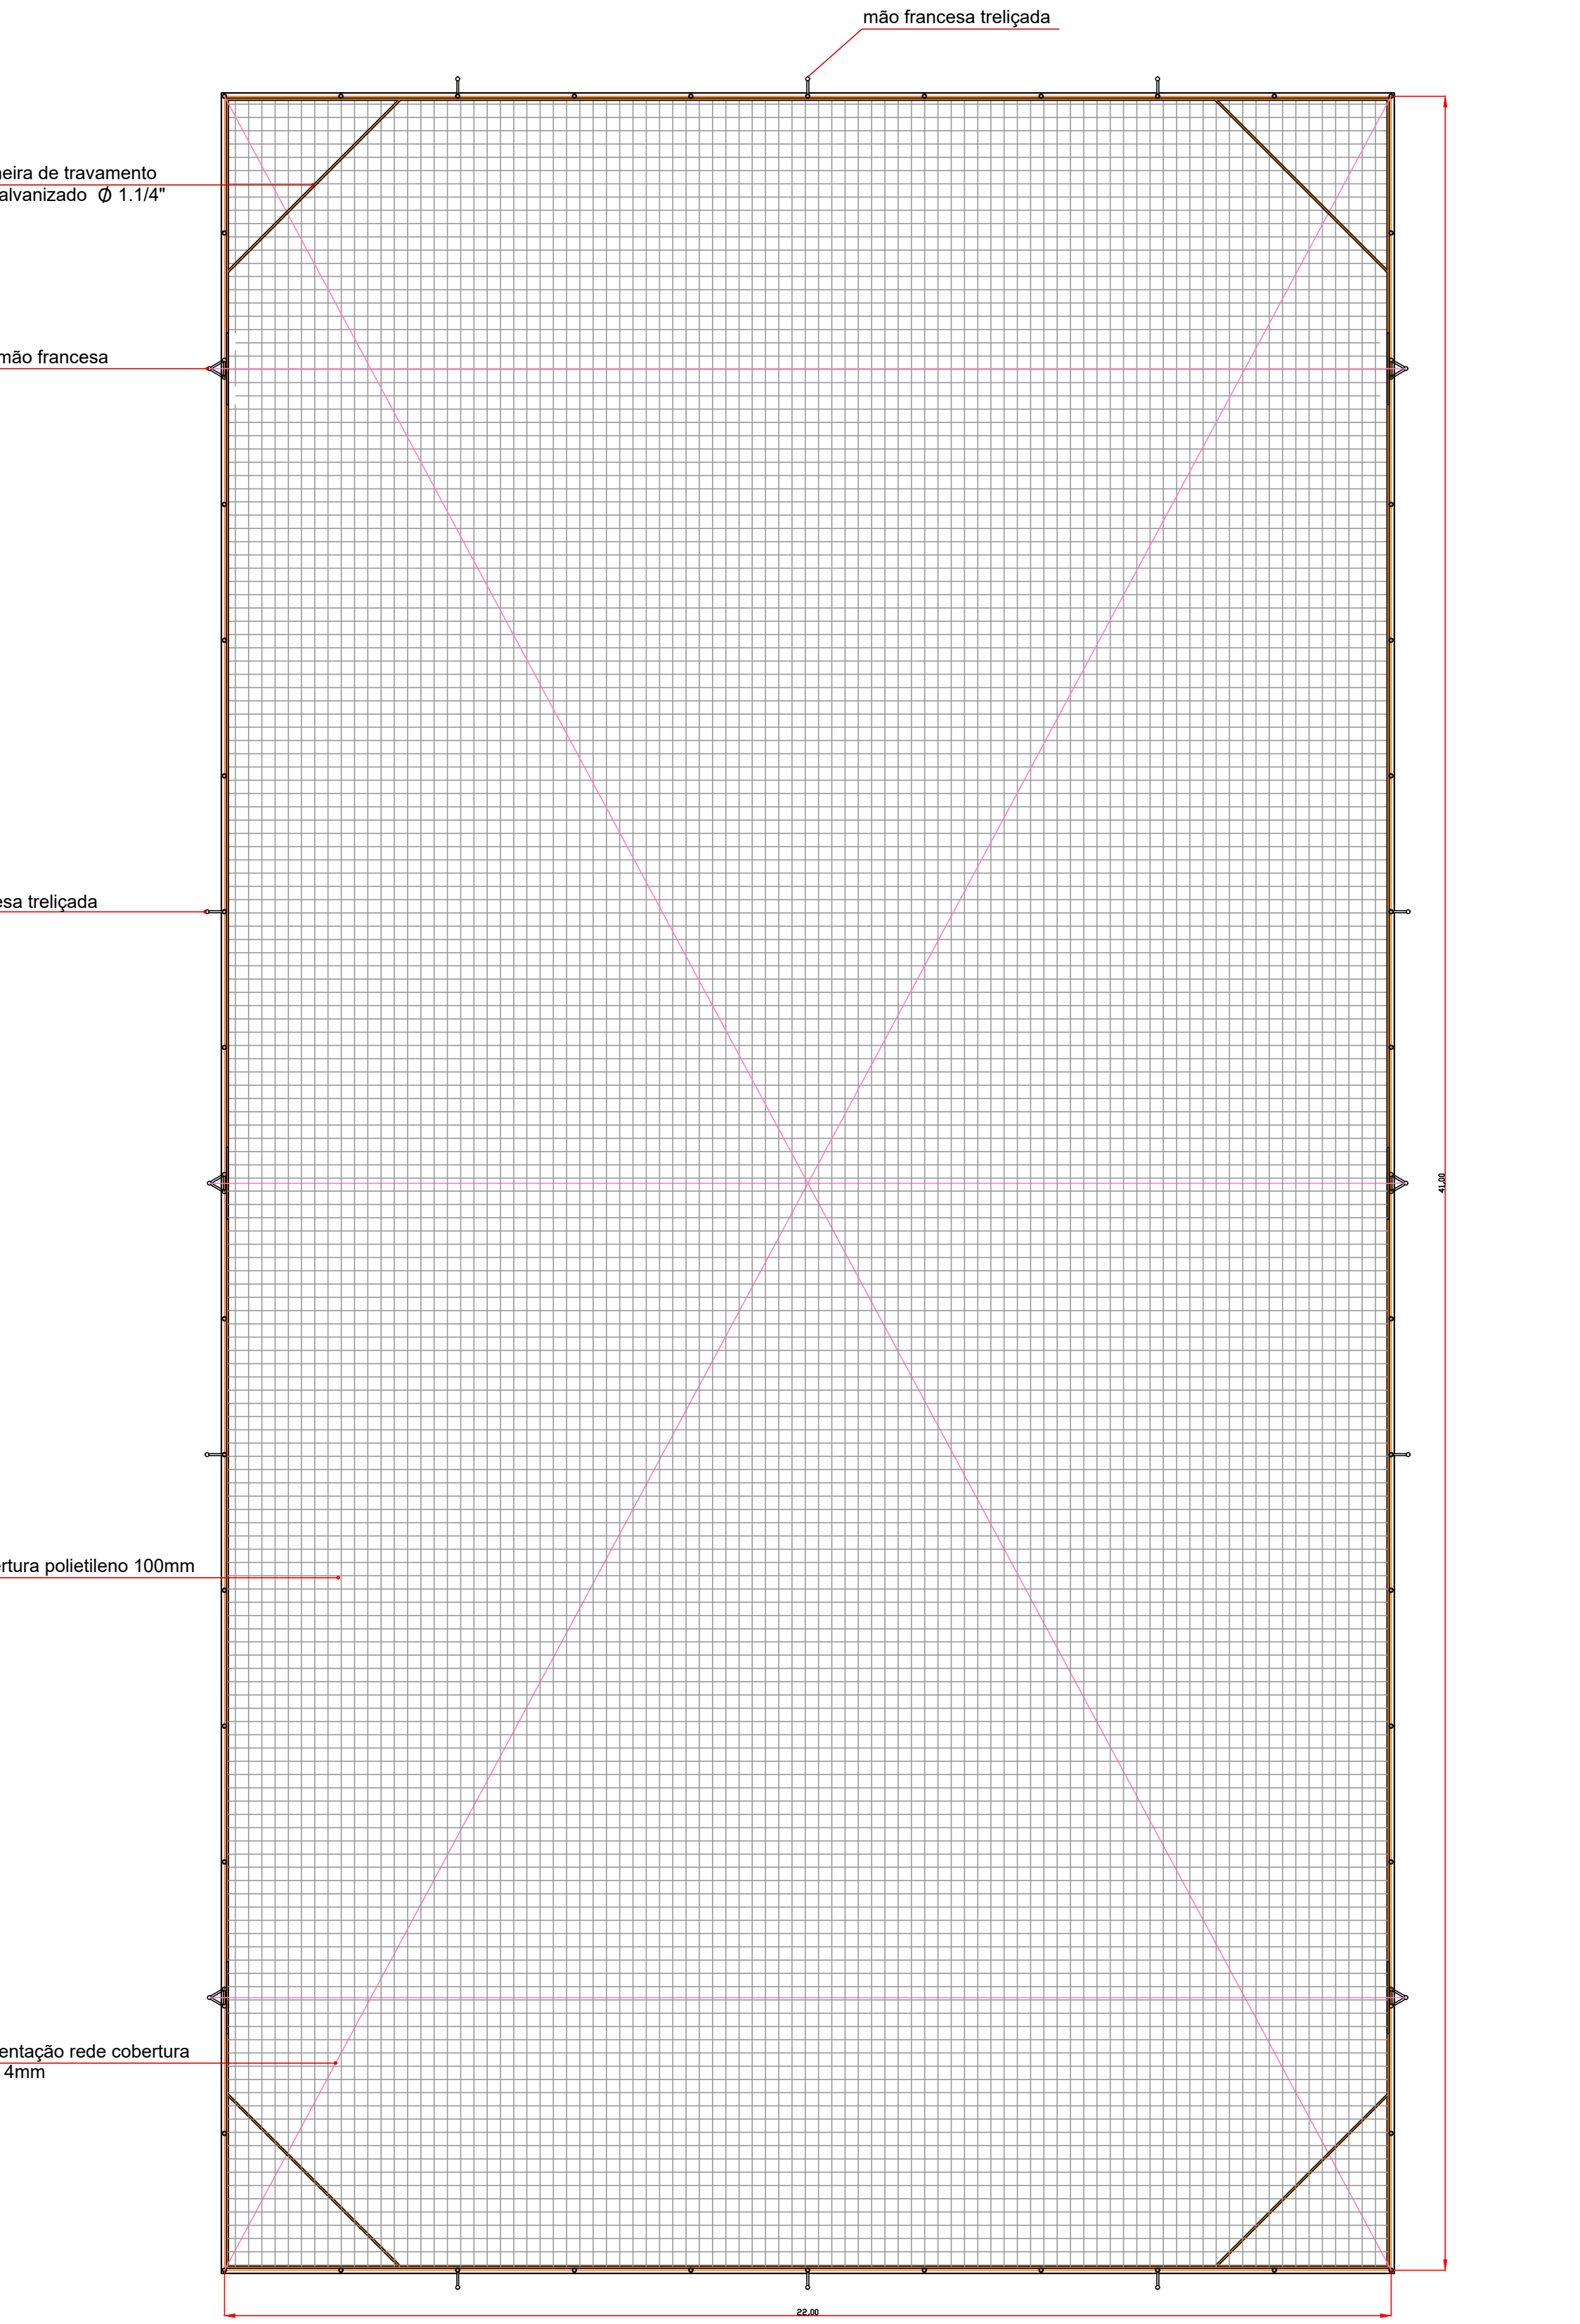 mão francesa treliçada
neira de travamento
alvanizado Ø 1.1/4"
mão francesa
esa treliçada
41.00
ertura polietileno 100mm
entação rede cobertura
4mm
22.00